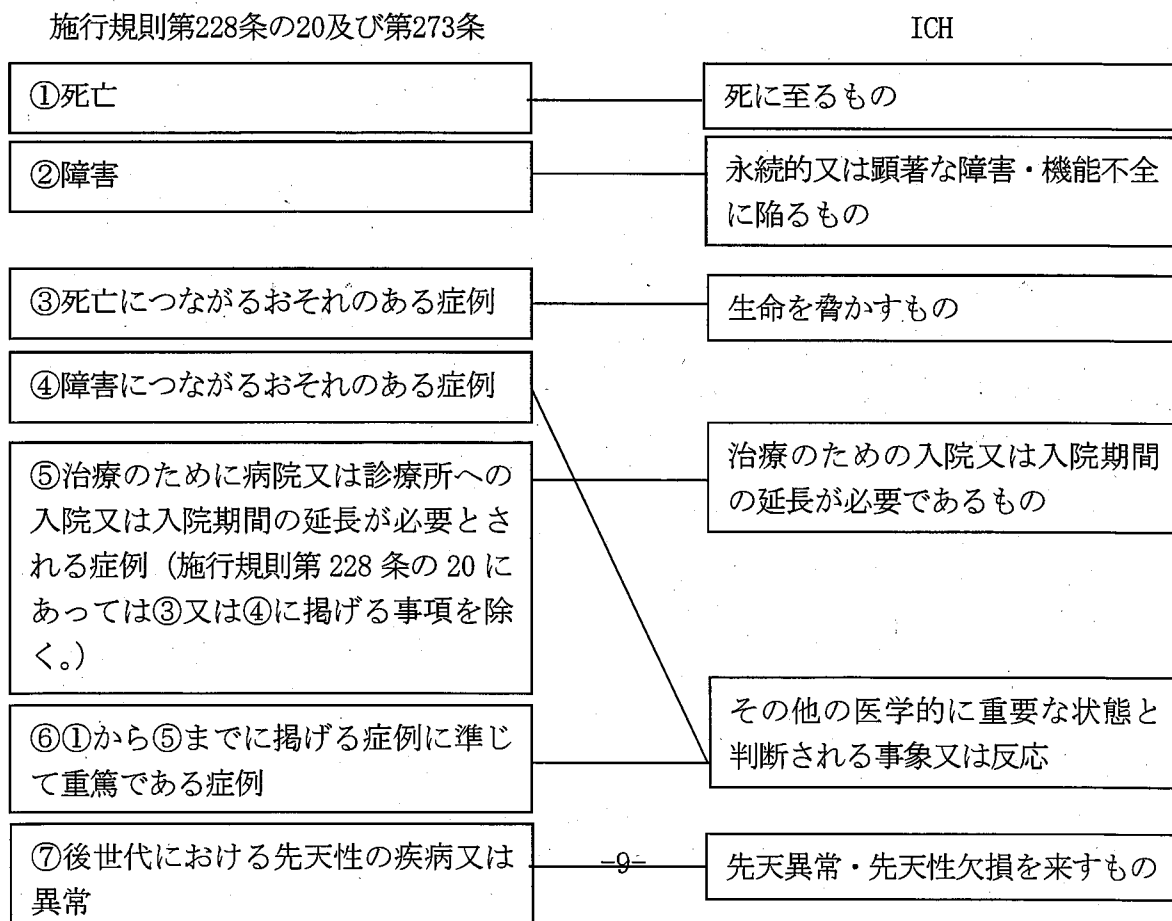 施行規則第228条の20及び第273条
ICH
①死亡
死に至るもの
②障害
永続的又は顕著な障害・機能不全
に陥るもの
③死亡につながるおそれのある症例
生命を脅かすもの
④障害につながるおそれのある症例
⑤治療のために病院又は診療所への
入院又は入院期間の延長が必要とさ
れる症例（施行規則第 228 条の 20 に
あっては③又は④に掲げる事項を除
く。）
治療のための入院又は入院期間
の延長が必要であるもの
⑥①から⑤までに掲げる症例に準じ
て重篤である症例
その他の医学的に重要な状態と
判断される事象又は反応
⑦後世代における先天性の疾病又は
異常
-9-
先天異常・先天性欠損を来すもの